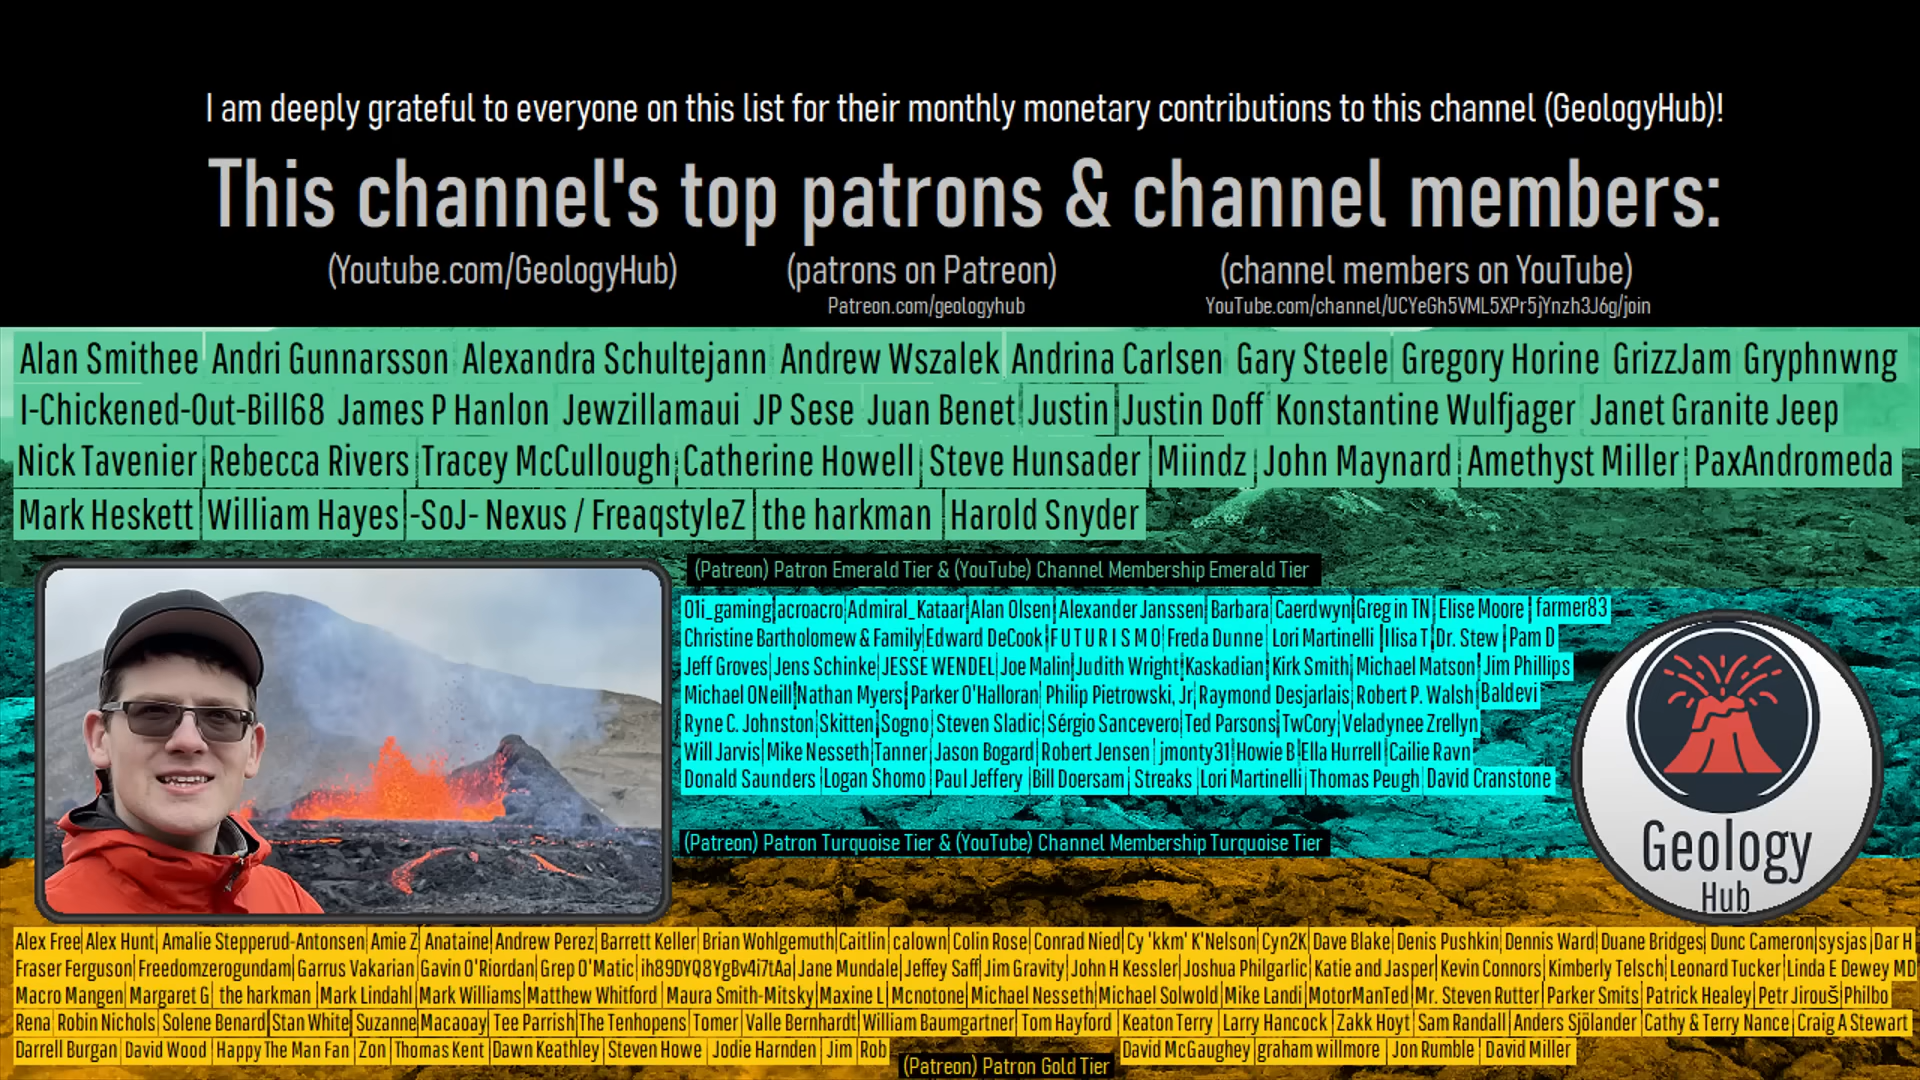 I am deeply grateful to everyone on this list for their monthly monetary contributions to this channel (GeologyHub)!
This channel's top patrons & channel members:
(Youtube.com/GeologyHub) (patrons on Patreon) (channel members on YouTube)
Patreon.com/geologyhub YouTube.com/channel/UCYeGh5VML5XPr5jYnzh3J6g/join
Alan Smithee Andri Gunnarsson Alexandra Schultejann Andrew Wszalek Andrina Carlsen Gary Steele Gregory Horine GrizzJam Gryphnwng
I-Chickened-Out-Bill68 James P Hanlon Jewzillamaui JP Sese Juan Benet Justin Justin Doff Konstantine Wulfjager Janet Granite Jeep
Nick Tavenier Rebecca Rivers Tracey McCullough Catherine Howell Steve Hunsader Miindz John Maynard Amethyst Miller PaxAndromeda
Mark Heskett William Hayes -SoJ- Nexus / FreaqstyleZ the harkman Harold Snyder
(Patreon) Patron Emerald Tier & (YouTube) Channel Membership Emerald Tier
01i_gaming acroacro Admiral_Kataar Alan Olsen Alexander Janssen Barbara Caerdwyn Greg in TN Elise Moore farmer83
Christine Bartholomew & Family Edward DeCook F U T U R I S M O Freda Dunne Lori Martinelli Ilisa T Dr. Stew Pam D
Jeff Groves Jens Schinke JESSE WENDEL Joe Malin Judith Wright Kaskadian Kirk Smith Michael Matson Jim Phillips
Michael ONeill Nathan Myers Parker O'Halloran Philip Pietrowski, Jr Raymond Desjarlais Robert P. Walsh Baldevi
Ryne C. Johnston Skitten Sogno Steven Sladic Sérgio Sancevero Ted Parsons TwCory Veladynee Zrellyn
Will Jarvis Mike Nesseth Tanner Jason Bogard Robert Jensen jmonty31 Howie B Ella Hurrell Cailie Ravn
Donald Saunders Logan Shomo Paul Jeffery Bill Doersam Streaks Lori Martinelli Thomas Peugh David Cranstone
(Patreon) Patron Turquoise Tier & (YouTube) Channel Membership Turquoise Tier
Geology
Hub
Alex Free Alex Hunt Amalie Stepperud-Antonsen Amie Z Anataine Andrew Perez Barrett Keller Brian Wohlgemuth Caitlin calown Colin Rose Conrad Nied Cy 'kkm' K'Nelson Cyn2K Dave Blake Denis Pushkin Dennis Ward Duane Bridges Dunc Cameron sysjas Dar H
Fraser Ferguson Freedomzerogundam Garrus Vakarian Gavin O'Riordan Grep O'Matic ih89DYQ8YgBv4i7tAa Jane Mundale Jeffey Saff Jim Gravity John H Kessler Joshua Philgarlic Katie and Jasper Kevin Connors Kimberly Telsch Leonard Tucker Linda E Dewey MD
Macro Mangen Margaret G the harkman Mark Lindahl Mark Williams Matthew Whitford Maura Smith-Mitsky Maxine L Mcnotone Michael Nesseth Michael Solwold Mike Landi MotorManTed Mr. Steven Rutter Parker Smits Patrick Healey Petr Jirouš Philbo
Rena Robin Nichols Solene Benard Stan White Suzanne Macaoay Tee Parrish The Tenhopens Tomer Valle Bernhardt William Baumgartner Tom Hayford Keaton Terry Larry Hancock Zakk Hoyt Sam Randall Anders Sjölander Cathy & Terry Nance Craig A Stewart
Darrell Burgan David Wood Happy The Man Fan Zon Thomas Kent Dawn Keathley Steven Howe Jodie Harnden Jim Rob David McGaughey graham willmore Jon Rumble David Miller
(Patreon) Patron Gold Tier